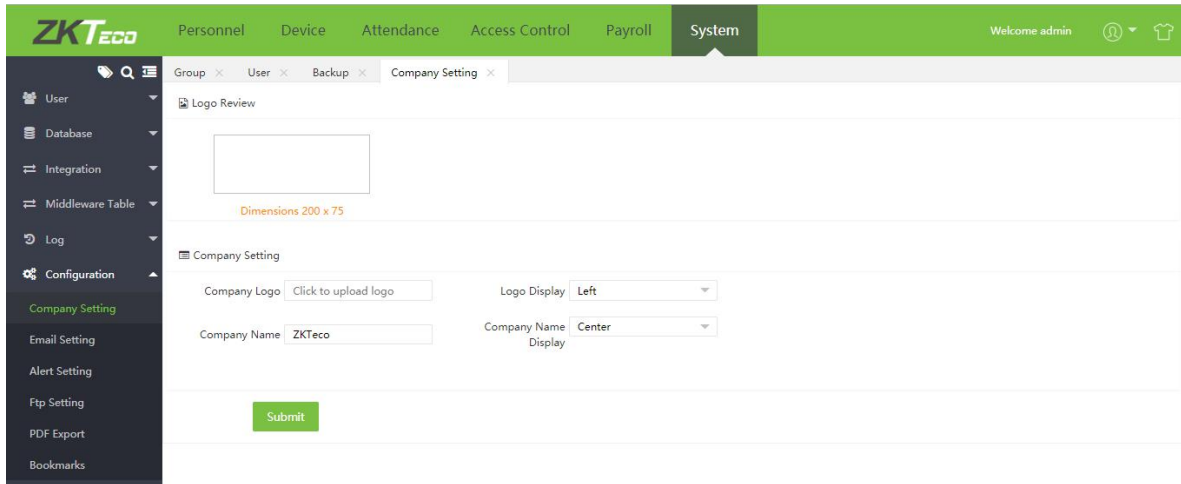 ZKTeco Personnel Device Attendance Access Control Payroll System Welcome admin
Group × User × Backup × Company Setting ×
User
Database
Integration
Middleware Table
Log
Configuration
Company Setting
Email Setting
Alert Setting
Ftp Setting
PDF Export
Bookmarks
Logo Review
Dimensions 200 x 75
Company Setting
Company Logo Click to upload logo Logo Display Left
Company Name ZKTeco Company Name Display Center
Submit